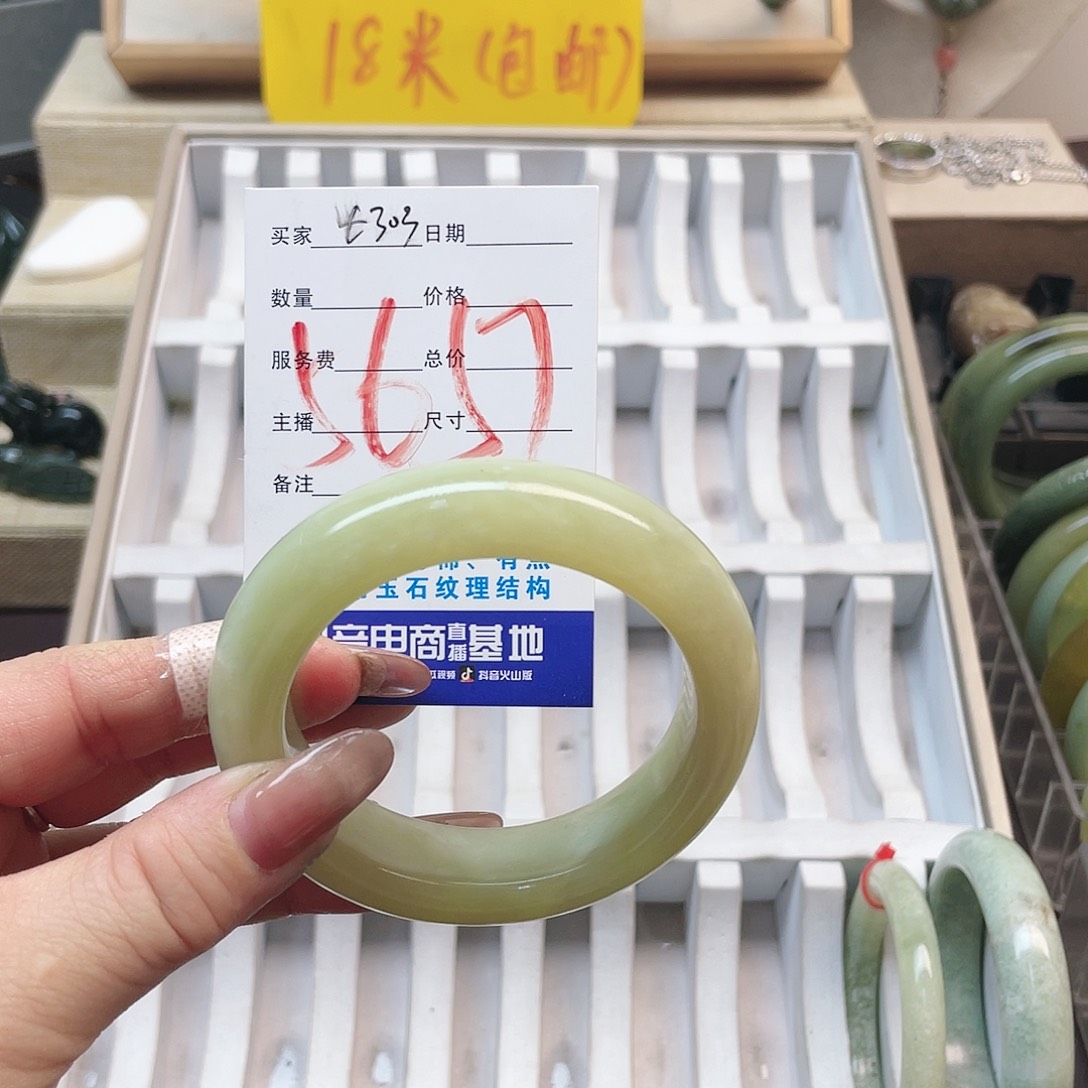 18米(包邮)
买家 日期
数量 价格
服务费 总价
主播 尺寸
5657
备注
玉石纹理结构
音电商直播基地
抖音火山版